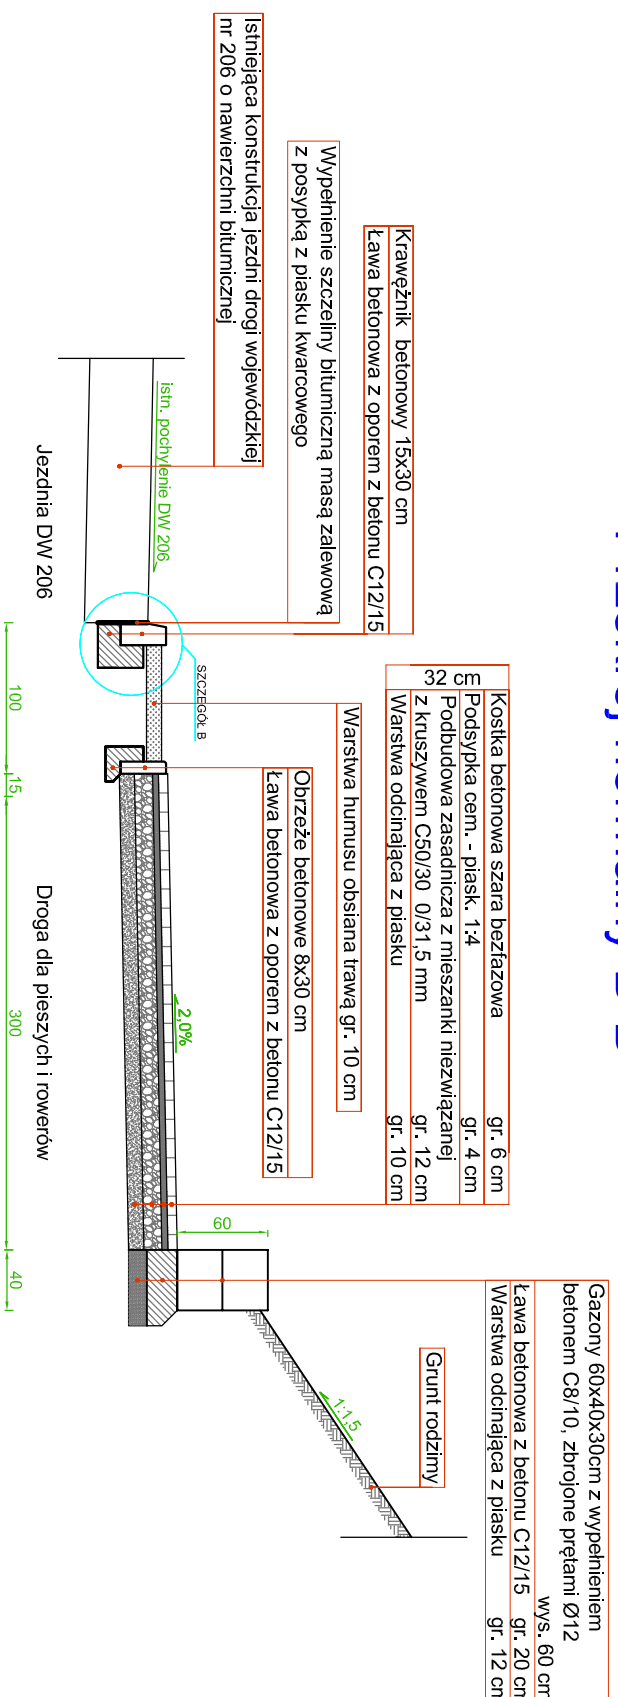 Istniejąca konstrukcja jezdni drogi wojewódzkiej
nr 206 o nawierzchni bitumicznej
Wypełnienie szczeliny bitumiczną masą zalewową
z posypką z piasku kwarcowego
Krawężnik betonowy 15x30 cm
Ława betonowa z oporem z betonu C12/15
32 cm
Kostka betonowa szara bezfazowa gr. 6 cm
Podsypka cem. - piask. 1:4 gr. 4 cm
Podbudowa zasadnicza z mieszanki niezwiązanej
z kruszywem C50/30 0/31,5 mm gr. 12 cm
Warstwa odcinająca z piasku gr. 10 cm
Warstwa humusu obsiana trawą gr. 10 cm
Obrzeże betonowe 8x30 cm
Ława betonowa z oporem z betonu C12/15
Gazony 60x40x30cm z wypełnieniem
betonem C8/10, zbrojone prętami Ø12
wys. 60 cm
Ława betonowa z betonu C12/15 gr. 20 cm
Warstwa odcinająca z piasku gr. 12 cm
Grunt rodzimy
istn. pochylenie DW 206
SZCZEGÓŁ B
2,0%
60
1:1,5
Jezdnia DW 206
Droga dla pieszych i rowerów
100
15
300
40